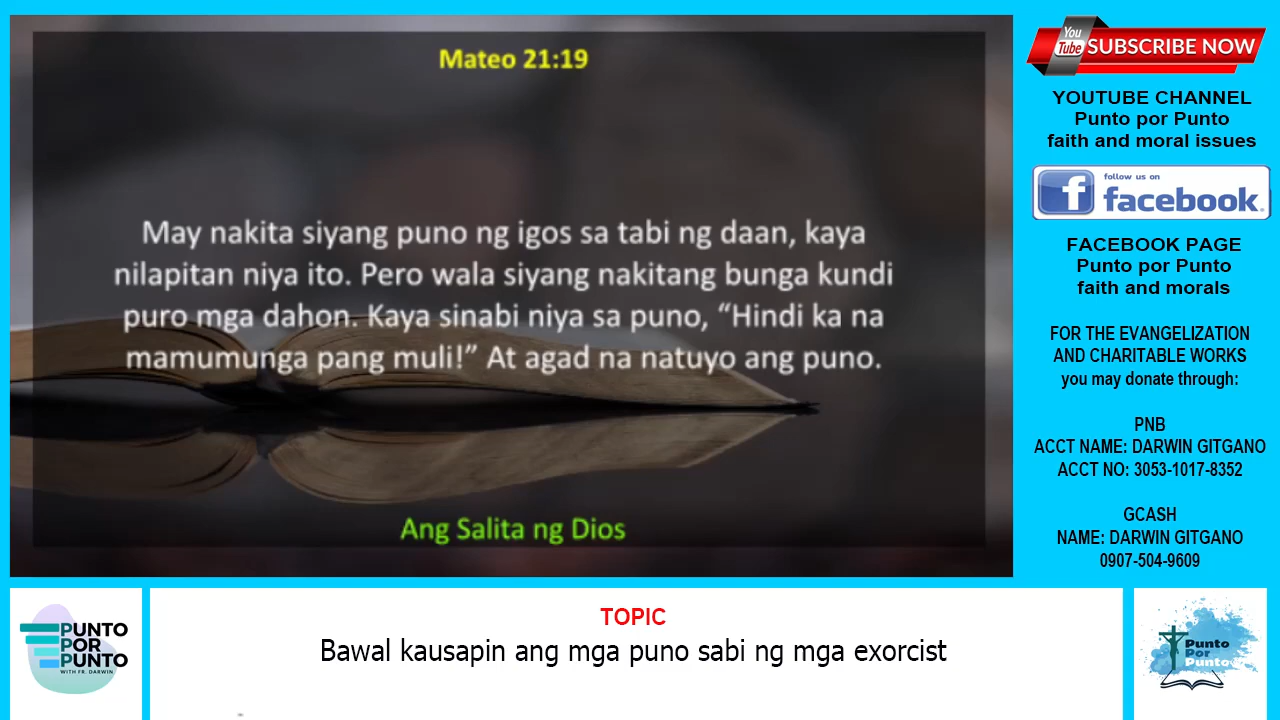 Mateo 21:19
May nakita siyang puno ng igos sa tabi ng daan, kaya
nilapitan niya ito. Pero wala siyang nakitang bunga kundi
puro mga dahon. Kaya sinabi niya sa puno, “Hindi ka na
mamumunga pang muli!” At agad na natuyo ang puno.
Ang Salita ng Dios
You
Tube SUBSCRIBE NOW
YOUTUBE CHANNEL
Punto por Punto
faith and moral issues
follow us on
f facebook
FACEBOOK PAGE
Punto por Punto
faith and morals
FOR THE EVANGELIZATION
AND CHARITABLE WORKS
you may donate through:
PNB
ACCT NAME: DARWIN GITGANO
ACCT NO: 3053-1017-8352
GCASH
NAME: DARWIN GITGANO
0907-504-9609
PUNTO
POR
PUNTO
WITH FR. DARWIN
TOPIC
Bawal kausapin ang mga puno sabi ng mga exorcist
Punto
Por
Punto